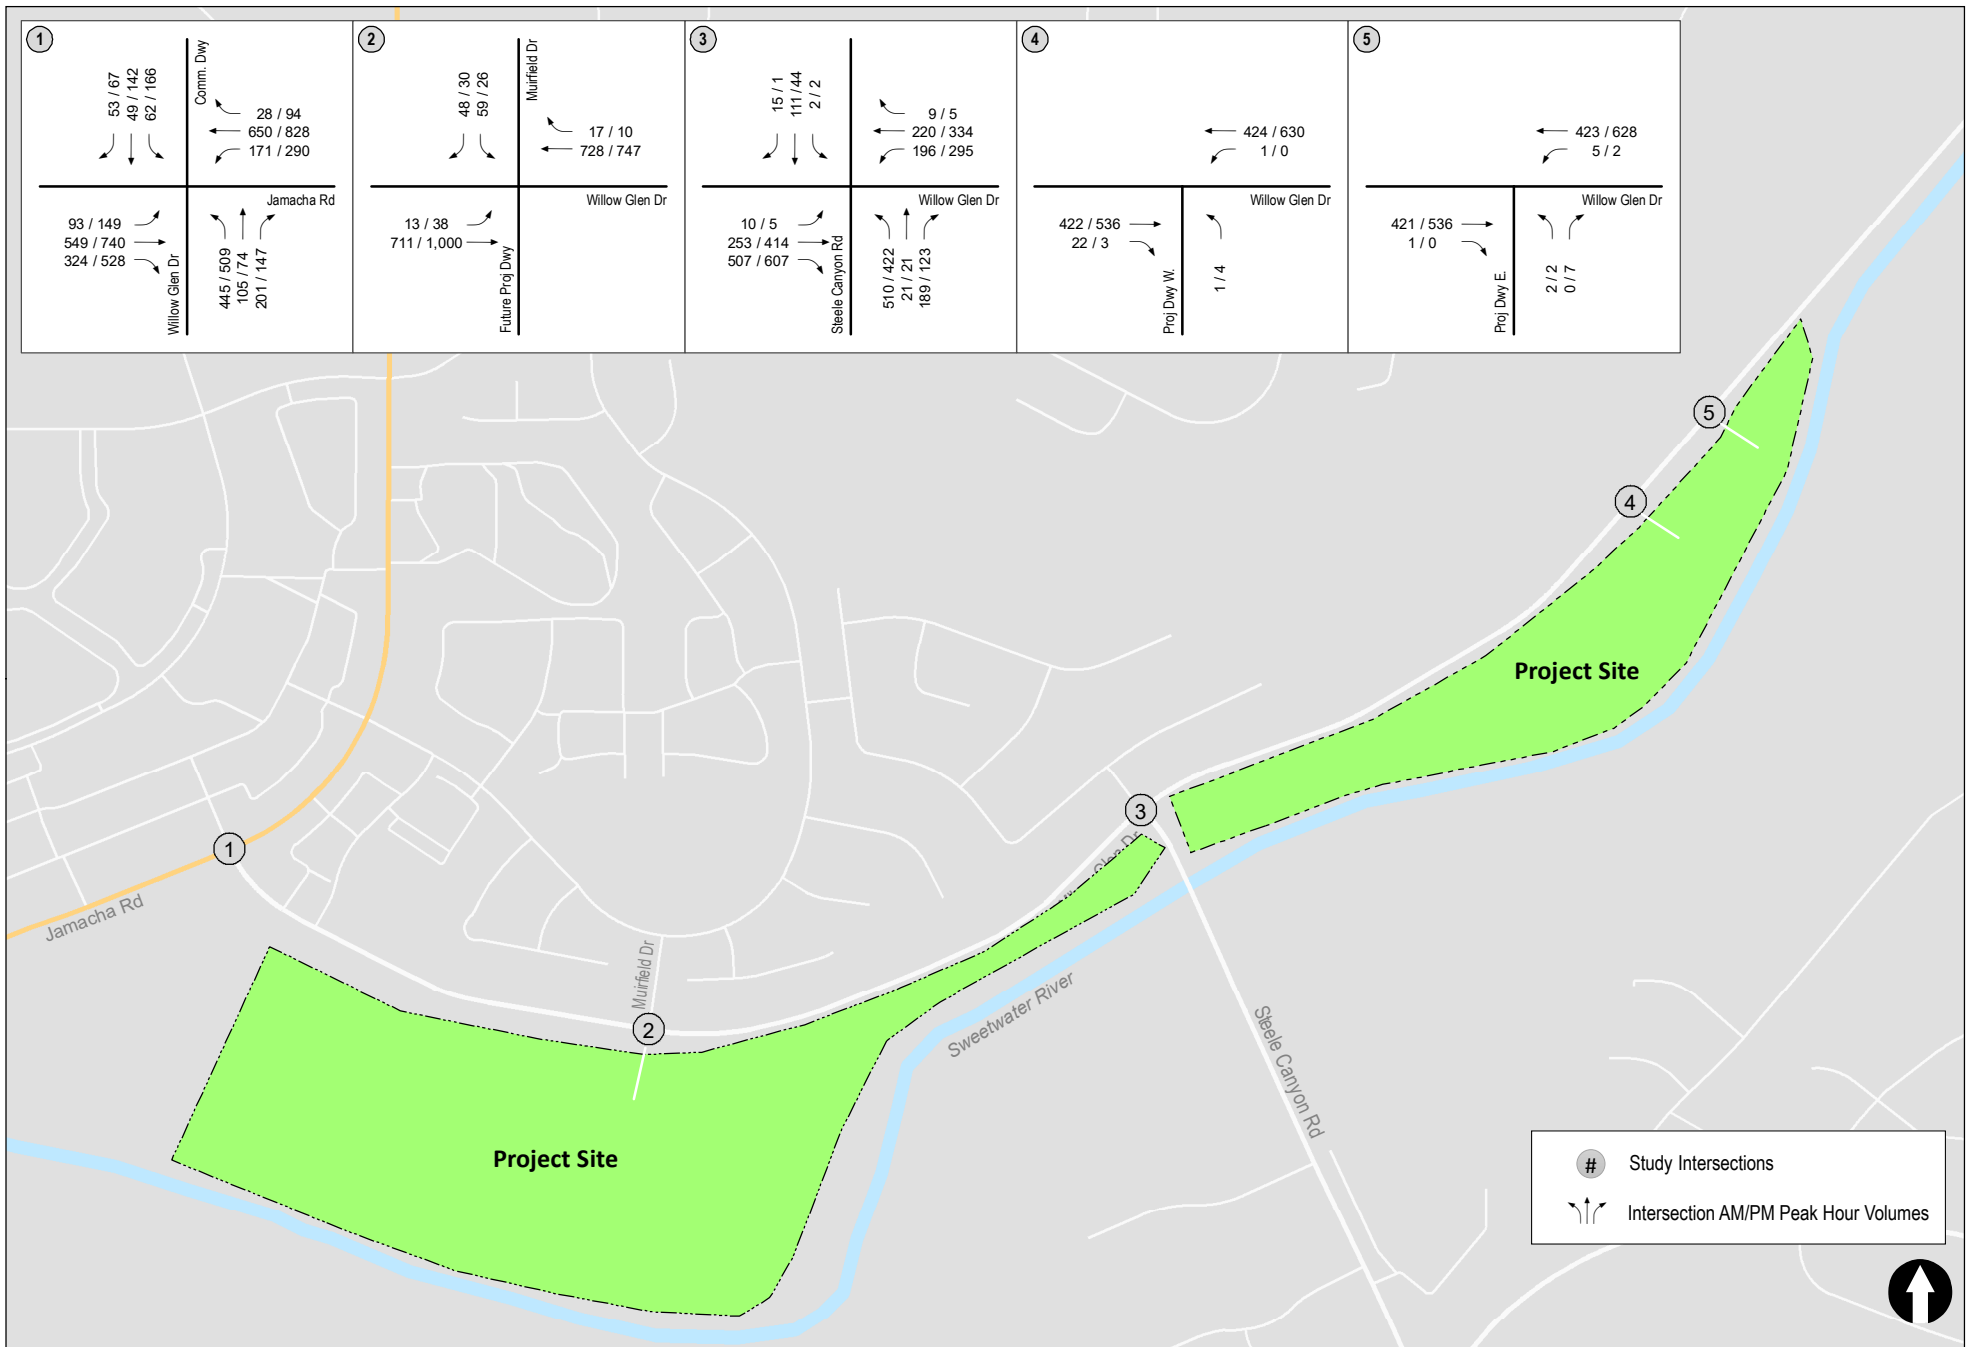 1
53 / 67
49 / 142
62 / 166
Comm. Dwy
28 / 94
650 / 828
171 / 290
Jamacha Rd
93 / 149
549 / 740
324 / 528
Willow Glen Dr
445 / 509
105 / 74
201 / 147
2
48 / 30
59 / 26
Muirfield Dr
17 / 10
728 / 747
Willow Glen Dr
13 / 38
711 / 1,000
Future Proj Dwy
3
15 / 1
111 / 44
2 / 2
9 / 5
220 / 334
196 / 295
Willow Glen Dr
10 / 5
253 / 414
507 / 607
Steele Canyon Rd
510 / 422
21 / 21
189 / 123
4
424 / 630
1 / 0
Willow Glen Dr
422 / 536
22 / 3
Proj Dwy W.
1 / 4
5
423 / 628
5 / 2
Willow Glen Dr
421 / 536
1 / 0
Proj Dwy E.
2 / 2
0 / 7
5
4
Project Site
3
Glen Dr
1
Jamacha Rd
Muirfield Dr
2
Sweetwater River
Steele Canyon Rd
Project Site
# Study Intersections
Intersection AM/PM Peak Hour Volumes